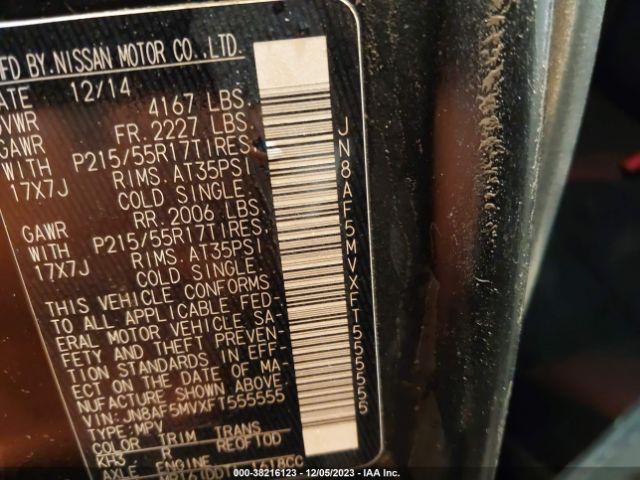 MFD BY.NISSAN MOTOR CO.,LTD.
DATE 12/14
GVWR 4167 LBS.
GAWR FR. 2227 LBS.
WITH P215/55R17TIRES
17X7J RIMS.AT35PSI
COLD SINGLE.
GAWR RR. 2006 LBS.
WITH P215/55R17TIRES
17X7J RIMS.AT35PSI
COLD SINGLE.
THIS VEHICLE CONFORMS
TO ALL APPLICABLE FED-
ERAL MOTOR VEHICLE SA-
FETY AND THEFT PREVEN-
TION STANDARDS IN EFF-
ECT ON THE DATE OF MA-
NUFACTURE SHOWN ABOVE
VIN:JN8AF5MVXFT555555
TYPE:MPV
COLOR TRIM TRANS
KH3 R RE0F10D
AXLE ENGINE
JN8AF5MVXFT555555
000-38216123 - 12/05/2023 - IAA Inc.